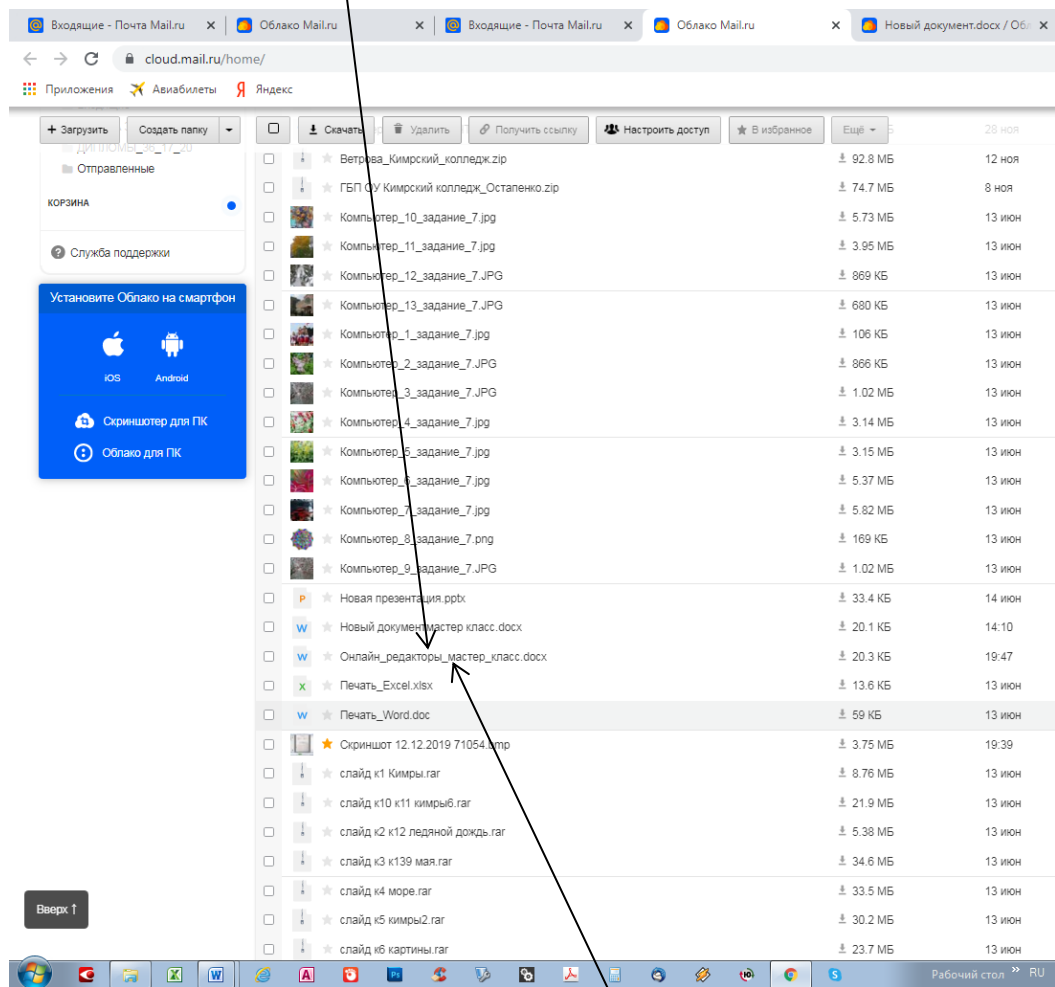 Входящие - Почта Mail.ru
Облако Mail.ru
Входящие - Почта Mail.ru
Облако Mail.ru
Новый документ.docx / Обл
cloud.mail.ru/home/
Приложения Авиабилеты Яндекс
+ Загрузить Создать папку Скачать Удалить Получить ссылку Настроить доступ В избранное Ещё 28 ноя
ДИПЛОМЫ_36_17_20
Отправленные
КОРЗИНА
Служба поддержки
Установите Облако на смартфон
iOS Android
Скриншотер для ПК
Облако для ПК
Ветрова_Кимрский_колледж.zip 92.8 МБ 12 ноя
ГБП ОУ Кимрский колледж_Остапенко.zip 74.7 МБ 8 ноя
Компьютер_10_задание_7.jpg 5.73 МБ 13 июн
Компьютер_11_задание_7.jpg 3.95 МБ 13 июн
Компьютер_12_задание_7.JPG 869 КБ 13 июн
Компьютер_13_задание_7.JPG 680 КБ 13 июн
Компьютер_1_задание_7.jpg 106 КБ 13 июн
Компьютер_2_задание_7.JPG 866 КБ 13 июн
Компьютер_3_задание_7.JPG 1.02 МБ 13 июн
Компьютер_4_задание_7.jpg 3.14 МБ 13 июн
Компьютер_5_задание_7.jpg 3.15 МБ 13 июн
Компьютер_6_задание_7.jpg 5.37 МБ 13 июн
Компьютер_7_задание_7.jpg 5.82 МБ 13 июн
Компьютер_8_задание_7.png 169 КБ 13 июн
Компьютер_9_задание_7.JPG 1.02 МБ 13 июн
Новая презентация.pptx 33.4 КБ 14 июн
Новый документмастер класс.docx 20.1 КБ 14:10
Онлайн_редакторы_мастер_класс.docx 20.3 КБ 19:47
Печать_Excel.xlsx 13.6 КБ 13 июн
Печать_Word.doc 59 КБ 13 июн
Скриншот 12.12.2019 71054.bmp 3.75 МБ 19:39
слайд к1 Кимры.rar 8.76 МБ 13 июн
слайд к10 к11 кимры6.rar 21.9 МБ 13 июн
слайд к2 к12 ледяной дождь.rar 5.38 МБ 13 июн
слайд к3 к139 мая.rar 34.6 МБ 13 июн
слайд к4 море.rar 33.5 МБ 13 июн
слайд к5 кимры2.rar 30.2 МБ 13 июн
слайд к6 картины.rar 23.7 МБ 13 июн
Вверх ↑
Рабочий стол » RU